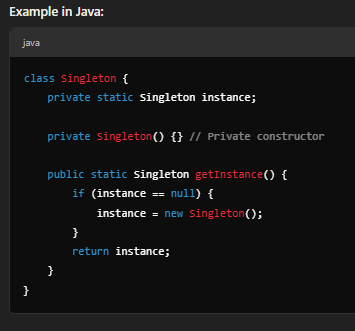 Example in Java:
java
class Singleton {
    private static Singleton instance;
    private Singleton() {} // Private constructor
    public static Singleton getInstance() {
        if (instance == null) {
            instance = new Singleton();
        }
        return instance;
    }
}